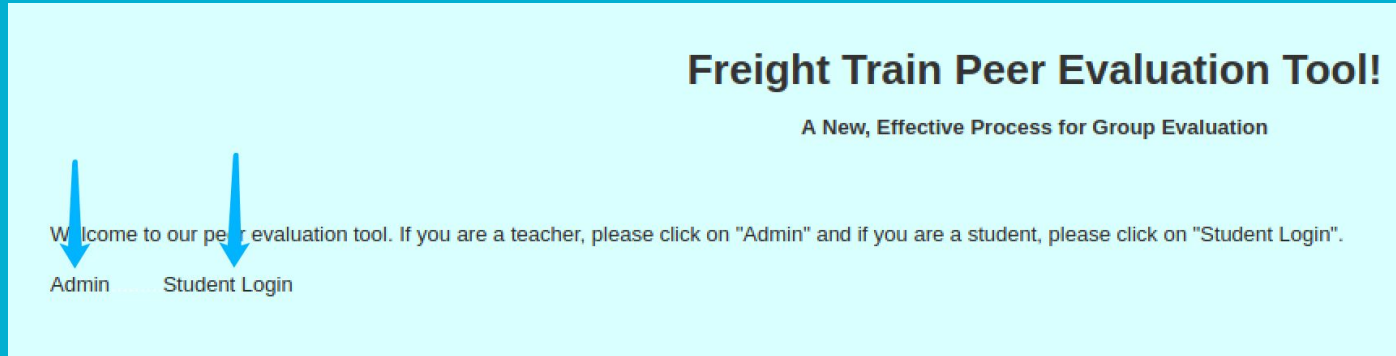 Freight Train Peer Evaluation Tool!
A New, Effective Process for Group Evaluation
Welcome to our peer evaluation tool. If you are a teacher, please click on "Admin" and if you are a student, please click on "Student Login".
Admin Student Login